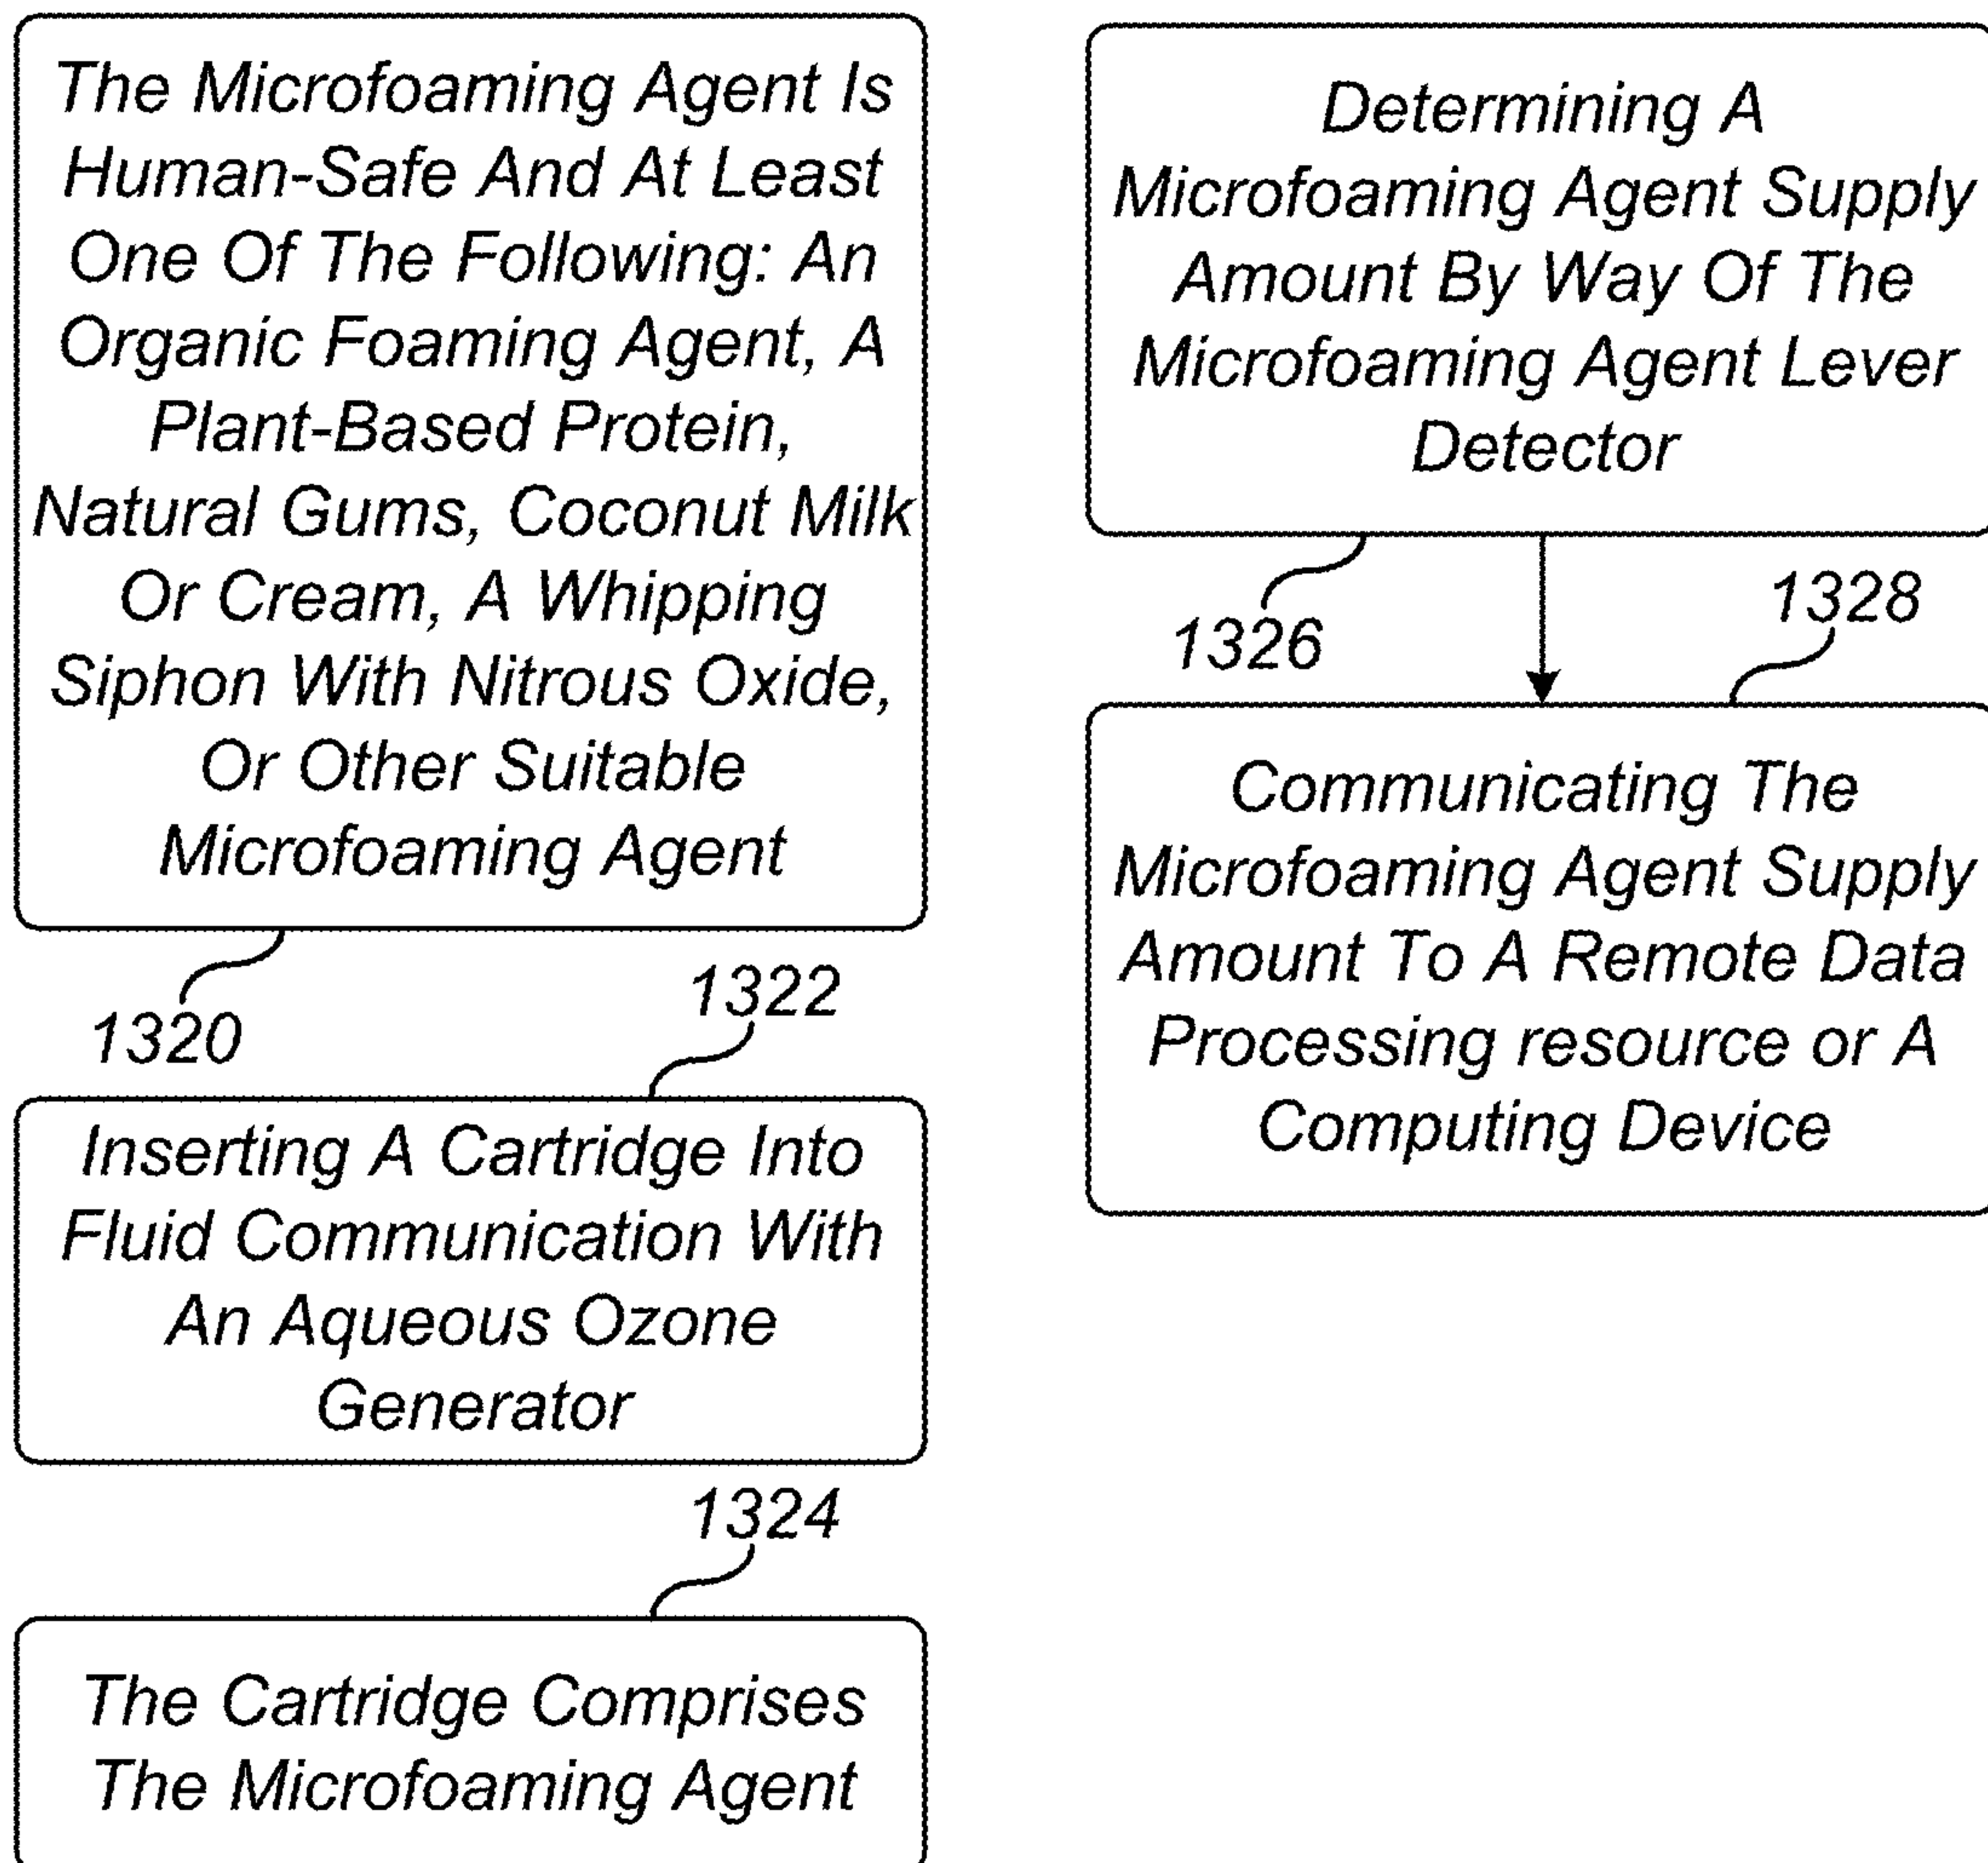 The Microfoaming Agent Is
Human-Safe And At Least
One Of The Following: An
Organic Foaming Agent, A
Plant-Based Protein,
Natural Gums, Coconut Milk
Or Cream, A Whipping
Siphon With Nitrous Oxide,
Or Other Suitable
Microfoaming Agent
1320
1322
Inserting A Cartridge Into
Fluid Communication With
An Aqueous Ozone
Generator
1324
The Cartridge Comprises
The Microfoaming Agent
Determining A
Microfoaming Agent Supply
Amount By Way Of The
Microfoaming Agent Lever
Detector
1326
1328
Communicating The
Microfoaming Agent Supply
Amount To A Remote Data
Processing resource or A
Computing Device